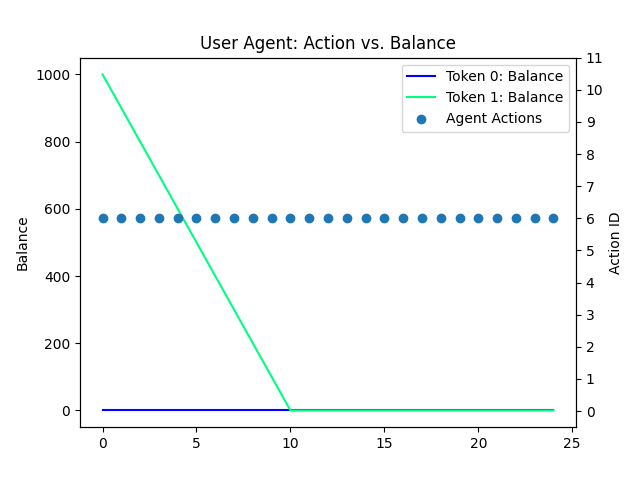 User Agent: Action vs. Balance
Token 0: Balance
Token 1: Balance
Agent Actions
Balance
1000
800
600
400
200
0
11
10
9
8
7
6
5
4
3
2
1
0
Action ID
0 5 10 15 20 25